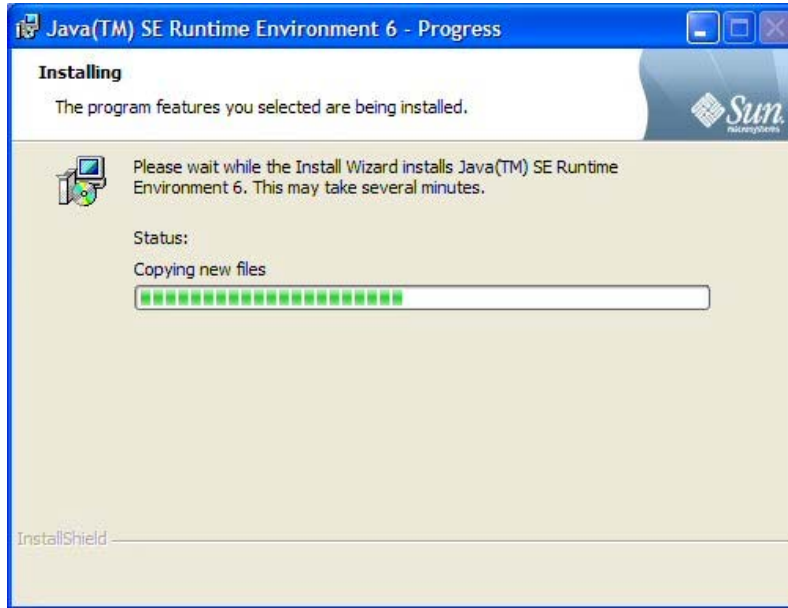 Java(TM) SE Runtime Environment 6 - Progress
Installing
The program features you selected are being installed.
Sun
microsystems
Please wait while the Install Wizard installs Java(TM) SE Runtime
Environment 6. This may take several minutes.
Status:
Copying new files
InstallShield